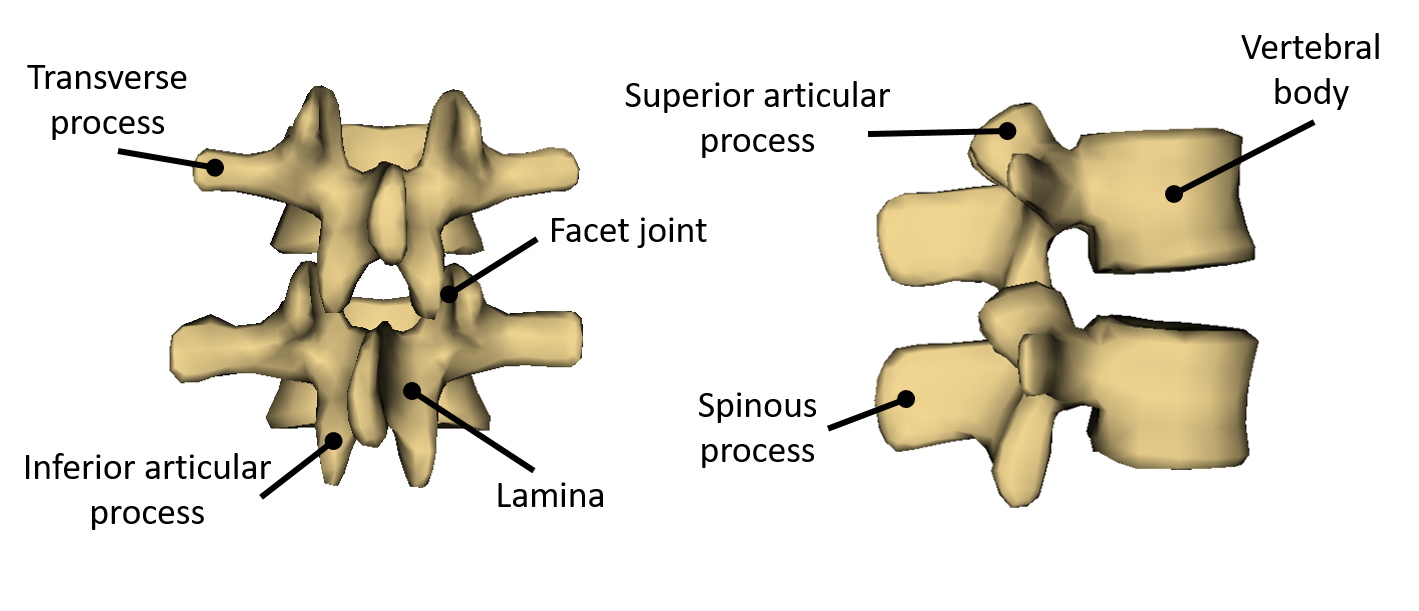 Transverse
process
Facet joint
Inferior articular
process
Lamina
Superior articular
process
Vertebral
body
Spinous
process